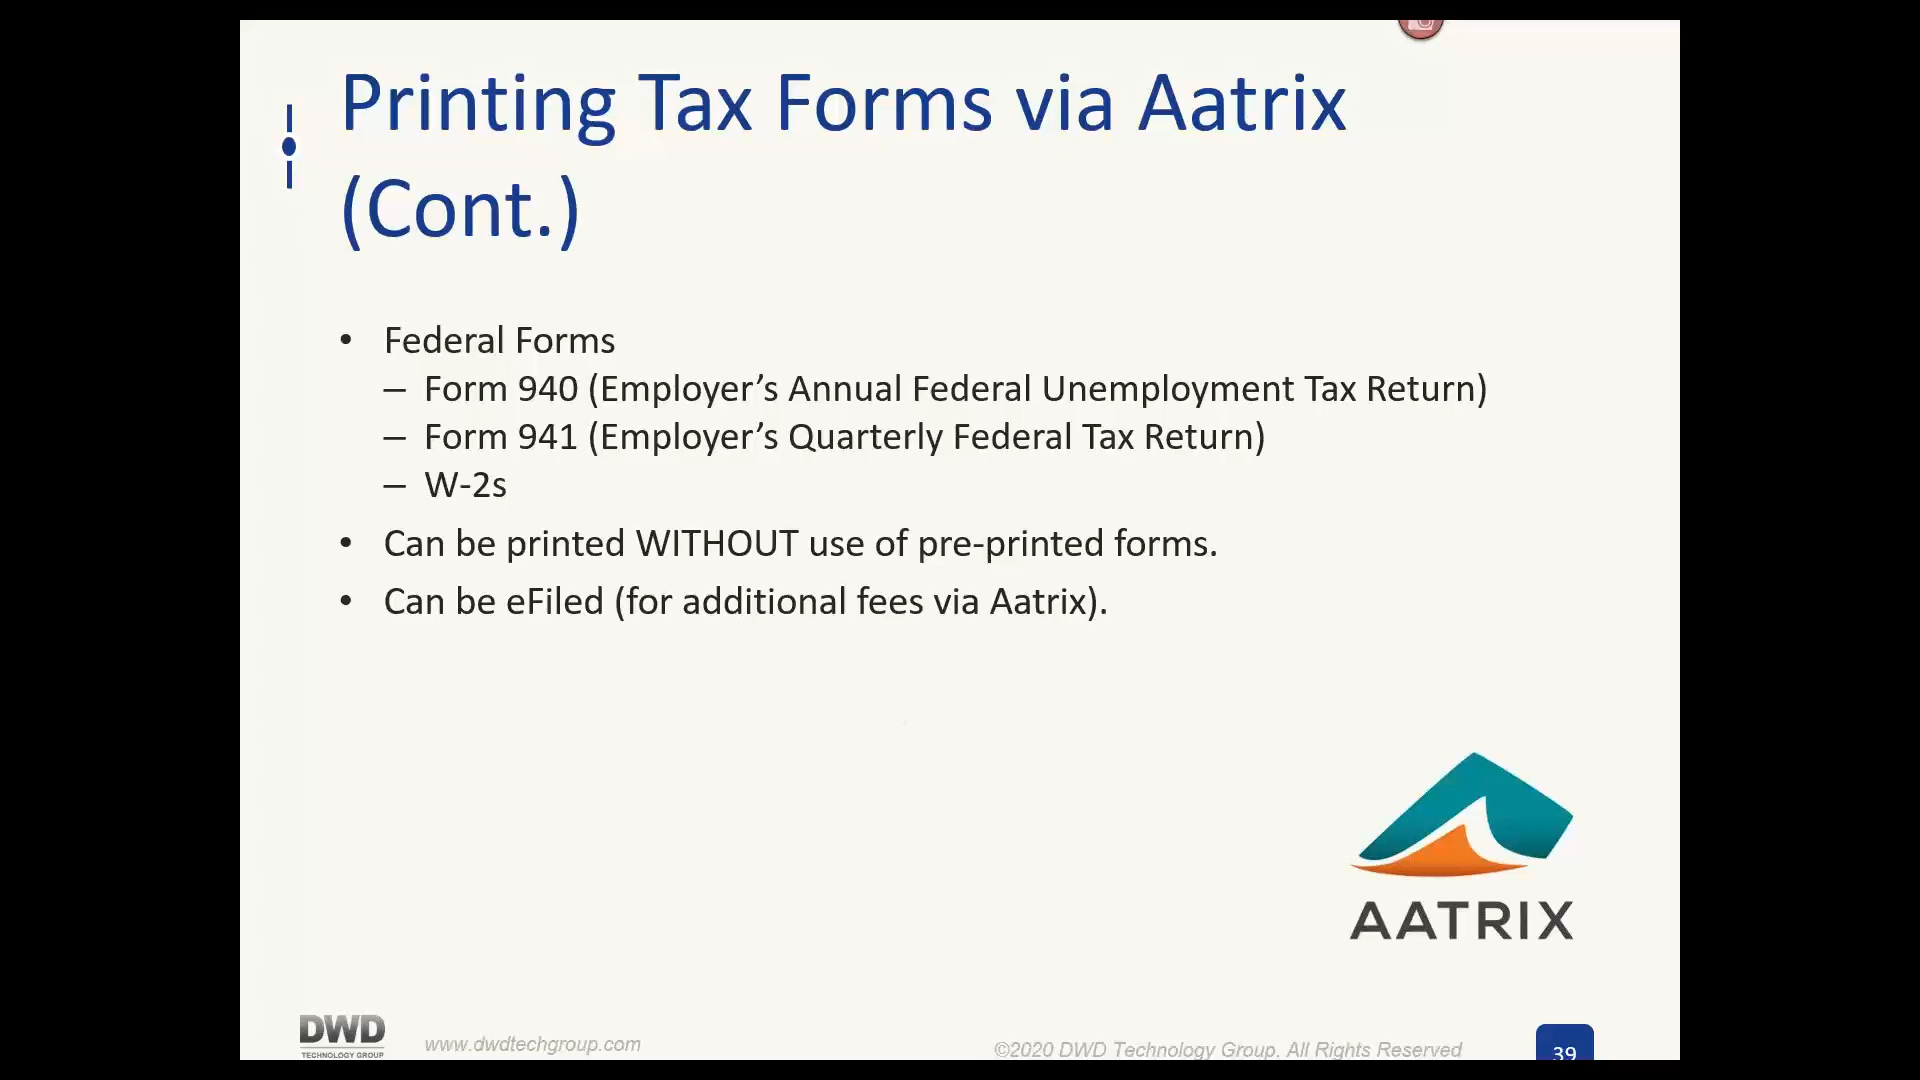 Printing Tax Forms via Aatrix
(Cont.)
• Federal Forms
– Form 940 (Employer’s Annual Federal Unemployment Tax Return)
– Form 941 (Employer’s Quarterly Federal Tax Return)
– W-2s
• Can be printed WITHOUT use of pre-printed forms.
• Can be eFiled (for additional fees via Aatrix).
AATRIX
DWD
TECHNOLOGY GROUP
www.dwdtechgroup.com
©2020 DWD Technology Group. All Rights Reserved
39